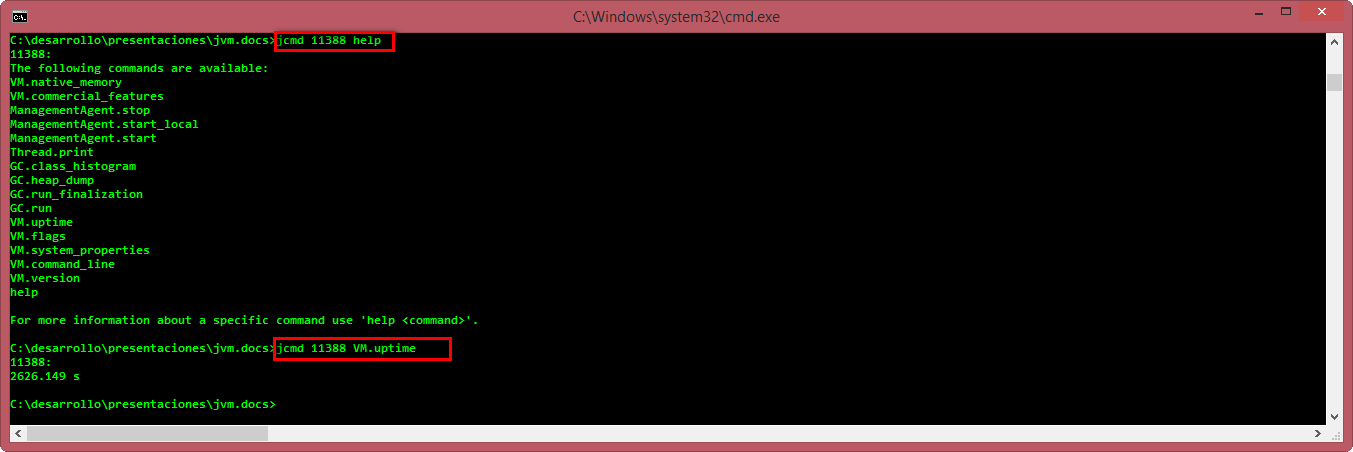 C:\Windows\system32\cmd.exe
C:\desarrollo\presentaciones\jvm.docs>jcmd 11388 help
11388:
The following commands are available:
VM.native_memory
VM.commercial_features
ManagementAgent.stop
ManagementAgent.start_local
ManagementAgent.start
Thread.print
GC.class_histogram
GC.heap_dump
GC.run_finalization
GC.run
VM.uptime
VM.flags
VM.system_properties
VM.command_line
VM.version
help
For more information about a specific command use 'help <command>'.
C:\desarrollo\presentaciones\jvm.docs>jcmd 11388 VM.uptime
11388:
2626.149 s
C:\desarrollo\presentaciones\jvm.docs>